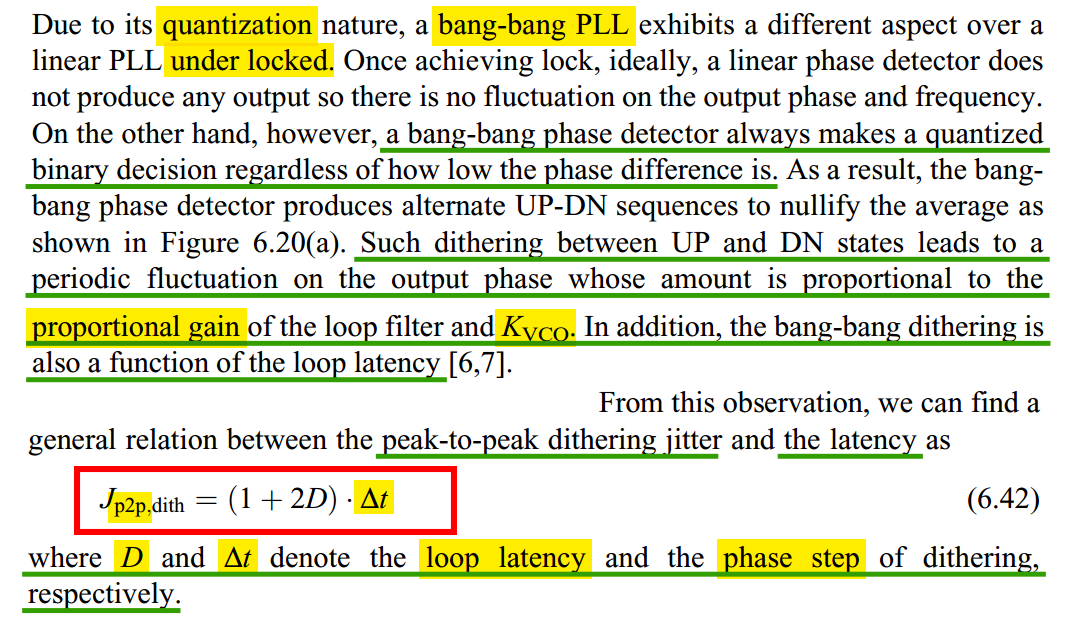 Due to its quantization nature, a bang-bang PLL exhibits a different aspect over a
linear PLL under locked. Once achieving lock, ideally, a linear phase detector does
not produce any output so there is no fluctuation on the output phase and frequency.
On the other hand, however, a bang-bang phase detector always makes a quantized
binary decision regardless of how low the phase difference is. As a result, the bang-
bang phase detector produces alternate UP-DN sequences to nullify the average as
shown in Figure 6.20(a). Such dithering between UP and DN states leads to a
periodic fluctuation on the output phase whose amount is proportional to the
proportional gain of the loop filter and K_VCO. In addition, the bang-bang dithering is
also a function of the loop latency [6,7].
From this observation, we can find a
general relation between the peak-to-peak dithering jitter and the latency as
J_p2p,dith = (1 + 2D) · Δt (6.42)
where D and Δt denote the loop latency and the phase step of dithering,
respectively.